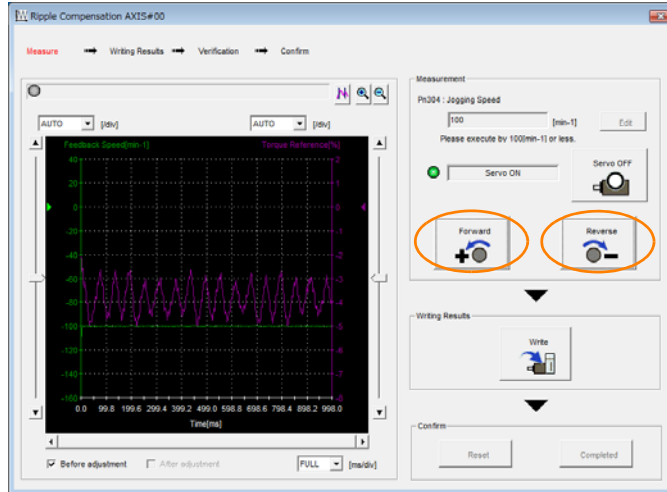 Ripple Compensation AXIS#00
Measure Writing Results Verification Confirm
AUTO [/div] AUTO [/div]
Feedback Speed[min-1] Torque Reference[%]
40 2
20 1
0 0
-20 -1
-40 -2
-60 -3
-80 -4
-100 -5
-120 -6
-140 -7
-160 -8
0.0 99.8 199.6 299.4 399.2 499.0 598.8 698.6 798.4 898.2 998.0
Time[ms]
Before adjustment After adjustment FULL [ms/div]
Measurement
Pn304 : Jogging Speed
100 [min-1] Edit
Please execute by 100[min-1] or less.
Servo ON Servo OFF
Forward Reverse
Writing Results
Write
Confirm
Reset Completed